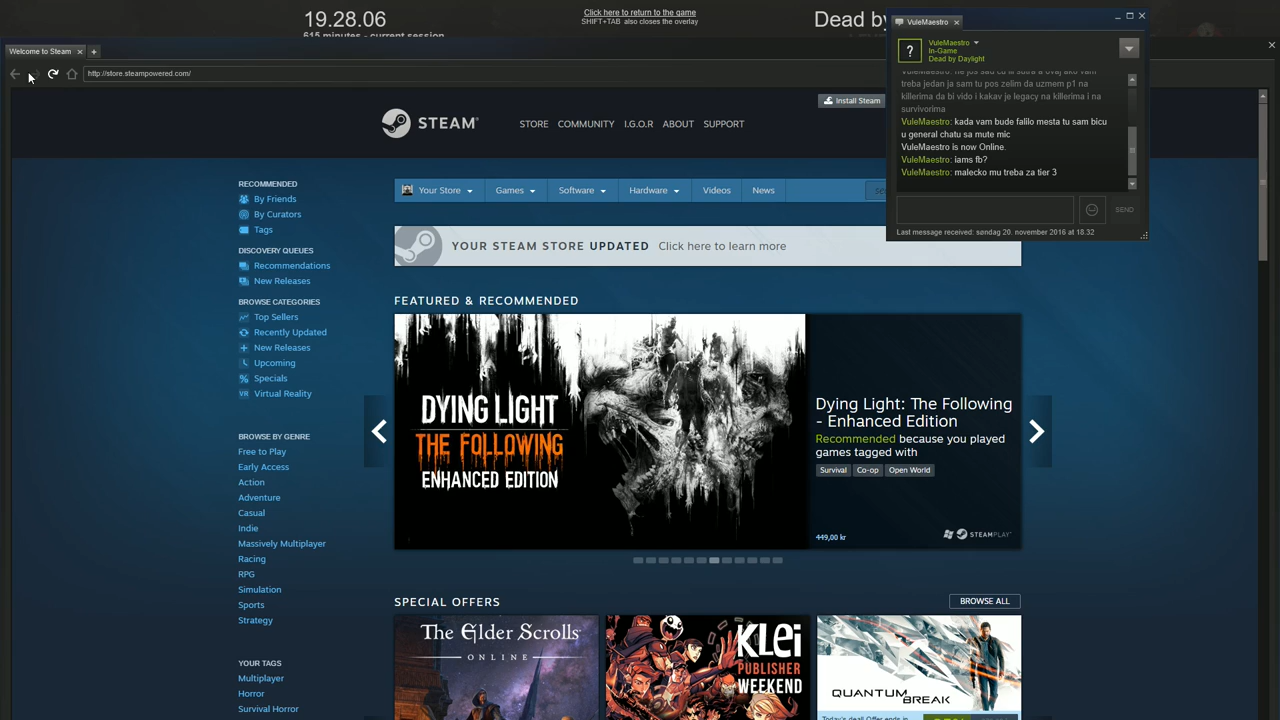 19.28.06
615 minutes - current session
Click here to return to the game
SHIFT+TAB also closes the overlay
Dead by
VuleMaestro
VuleMaestro
In-Game
Dead by Daylight
treba jedan ja sam tu pos zelim da uzmem p1 na
killerima da bi vido i kakav je legacy na killerima i na
survivorima
VuleMaestro: kada vam bude falilo mesta tu sam bicu
u general chatu sa mute mic
VuleMaestro is now Online.
VuleMaestro: iams fb?
VuleMaestro: malecko mu treba za tier 3
SEND
Last message received: søndag 20. november 2016 at 18.32
Welcome to Steam
http://store.steampowered.com/
Install Steam
STEAM
STORE COMMUNITY I.G.O.R ABOUT SUPPORT
Your Store Games Software Hardware Videos News
YOUR STEAM STORE UPDATED Click here to learn more
RECOMMENDED
By Friends
By Curators
Tags
DISCOVERY QUEUES
Recommendations
New Releases
BROWSE CATEGORIES
Top Sellers
Recently Updated
New Releases
Upcoming
Specials
VR Virtual Reality
BROWSE BY GENRE
Free to Play
Early Access
Action
Adventure
Casual
Indie
Massively Multiplayer
Racing
RPG
Simulation
Sports
Strategy
YOUR TAGS
Multiplayer
Horror
Survival Horror
FEATURED & RECOMMENDED
DYING LIGHT
THE FOLLOWING
ENHANCED EDITION
Dying Light: The Following
- Enhanced Edition
Recommended because you played
games tagged with
Survival Co-op Open World
449,00 kr
STEAMPLAY
SPECIAL OFFERS
BROWSE ALL
The Elder Scrolls
ONLINE
KLEI
PUBLISHER
WEEKEND
QUANTUM
BREAK
Today's deal! Offer ends in